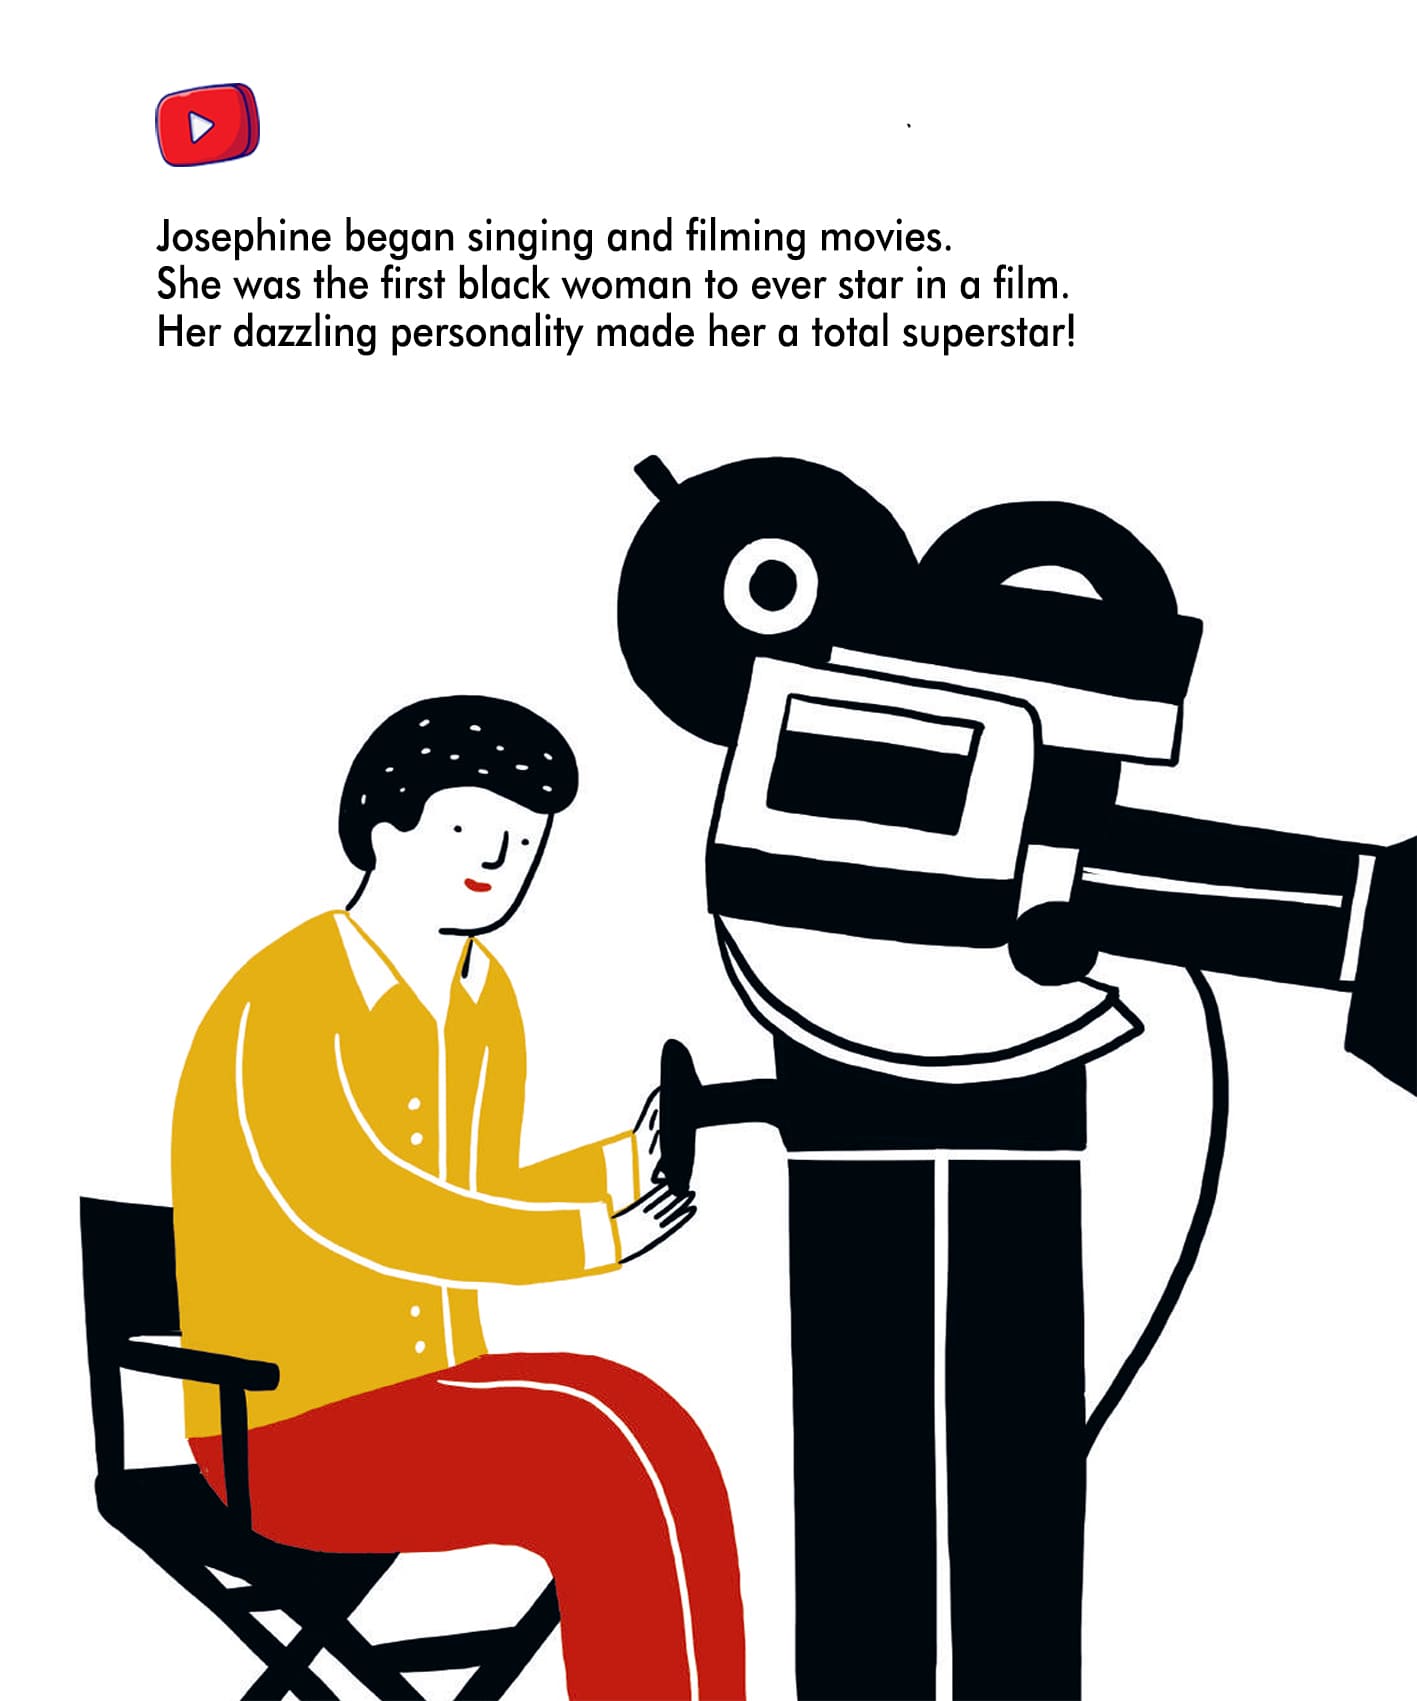 Josephine began singing and filming movies.
She was the first black woman to ever star in a film.
Her dazzling personality made her a total superstar!